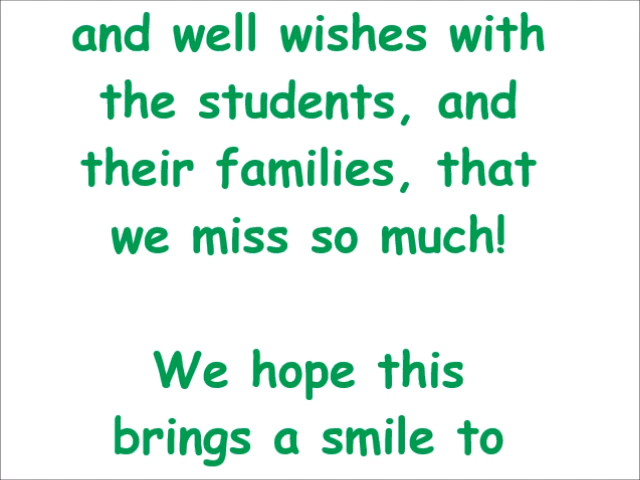 and well wishes with
the students, and
their families, that
we miss so much!
We hope this
brings a smile to